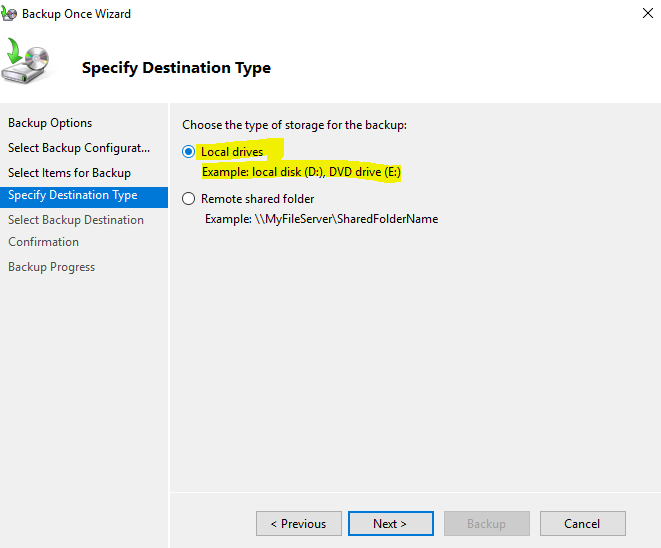 Backup Once Wizard
Specify Destination Type
Backup Options
Select Backup Configurat...
Select Items for Backup
Specify Destination Type
Select Backup Destination
Confirmation
Backup Progress
Choose the type of storage for the backup:
Local drives
Example: local disk (D:), DVD drive (E:)
Remote shared folder
Example: \\MyFileServer\SharedFolderName
< Previous
Next >
Backup
Cancel